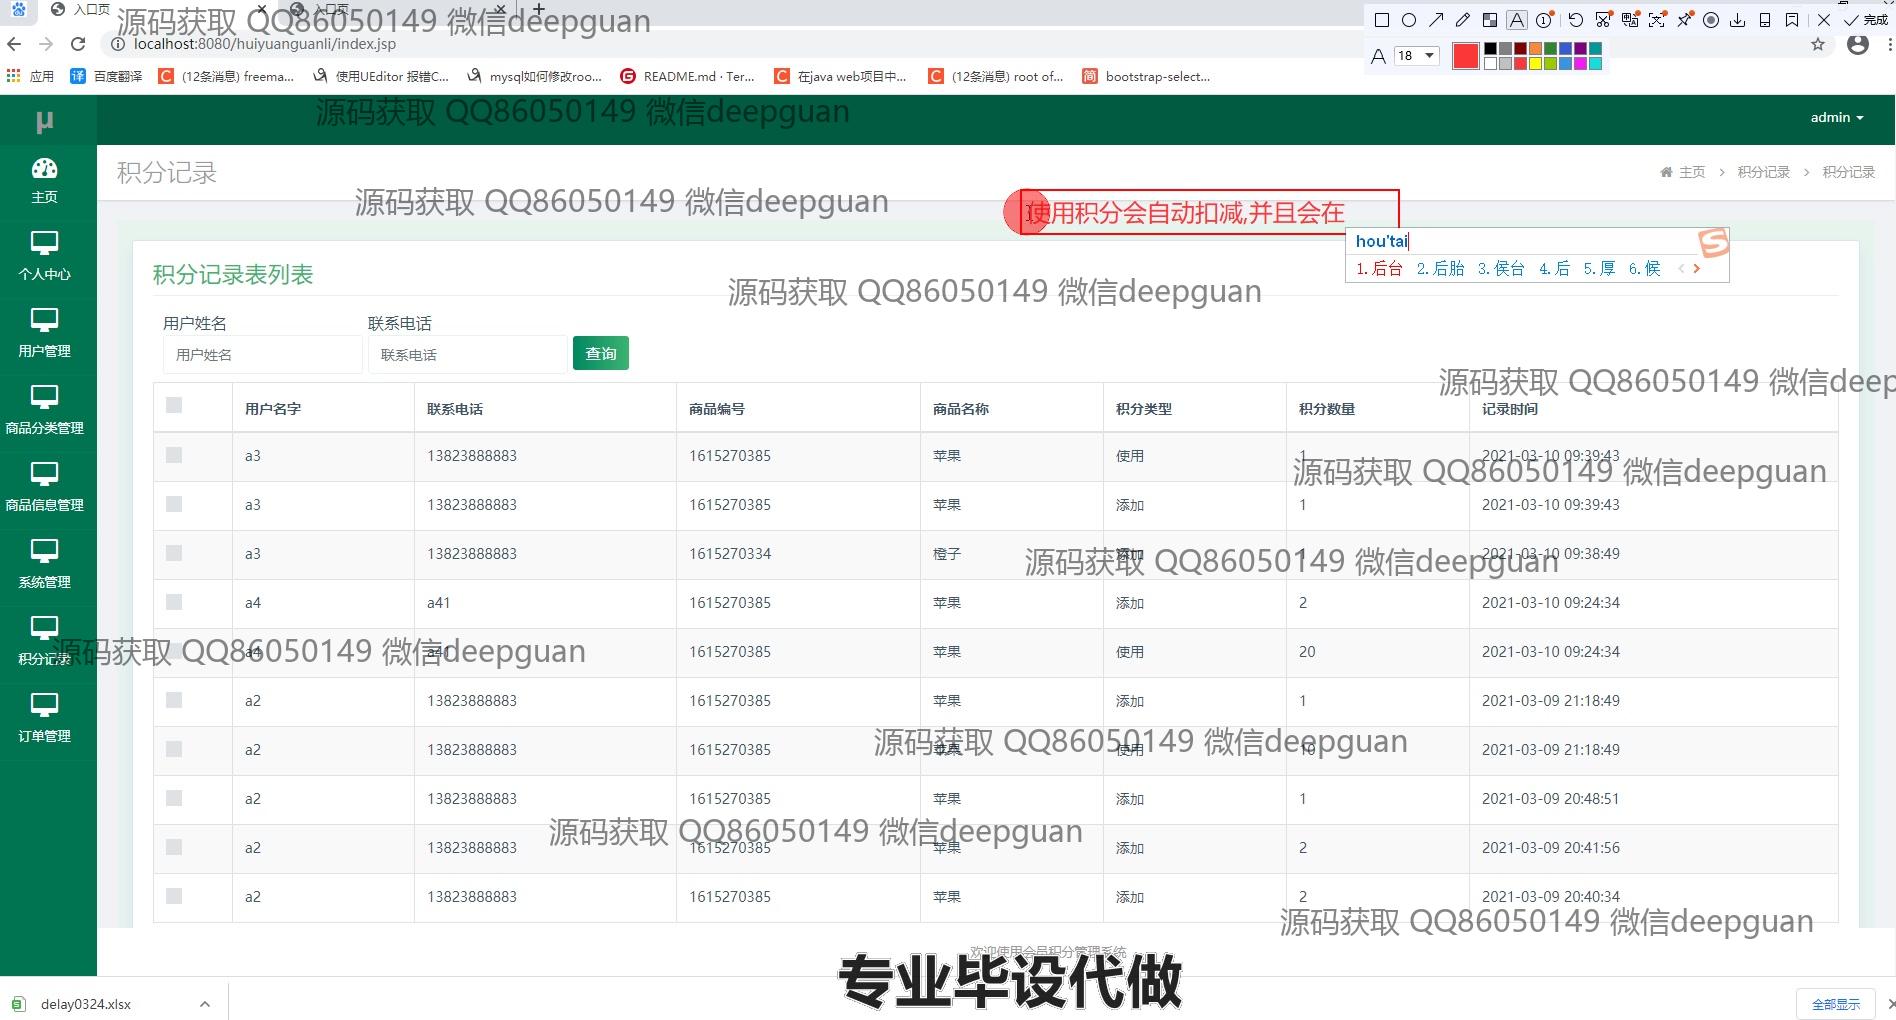 入口页
入口页
源码获取 QQ86050149 微信deepguan
完成
localhost:8080/huiyuanguanli/index.jsp
A 18
应用 百度翻译 (12条消息) freema... 使用UEditor 报错C... mysql如何修改roo... README.md · Ter... 在java web项目中... (12条消息) root of... bootstrap-select...
源码获取 QQ86050149 微信deepguan
μ
admin
主页
个人中心
用户管理
商品分类管理
商品信息管理
系统管理
积分记录
订单管理
积分记录
主页 > 积分记录 > 积分记录
源码获取 QQ86050149 微信deepguan
使用积分会自动扣减,并且会在
hou'tai
1.后台 2.后胎 3.侯台 4.后 5.厚 6.候
积分记录表列表
源码获取 QQ86050149 微信deepguan
用户姓名 联系电话
用户姓名 联系电话 查询
源码获取 QQ86050149 微信deep
用户名字 联系电话 商品编号 商品名称 积分类型 积分数量 记录时间
a3 13823888883 1615270385 苹果 使用 1 2021-03-10 09:39:43
源码获取 QQ86050149 微信deepguan
a3 13823888883 1615270385 苹果 添加 1 2021-03-10 09:39:43
a3 13823888883 1615270334 橙子 添加 1 2021-03-10 09:38:49
源码获取 QQ86050149 微信deepguan
a4 a41 1615270385 苹果 添加 2 2021-03-10 09:24:34
a4 a41 1615270385 苹果 使用 20 2021-03-10 09:24:34
源码获取 QQ86050149 微信deepguan
a2 13823888883 1615270385 苹果 添加 1 2021-03-09 21:18:49
a2 13823888883 1615270385 苹果 使用 10 2021-03-09 21:18:49
源码获取 QQ86050149 微信deepguan
a2 13823888883 1615270385 苹果 添加 1 2021-03-09 20:48:51
a2 13823888883 1615270385 苹果 添加 2 2021-03-09 20:41:56
源码获取 QQ86050149 微信deepguan
a2 13823888883 1615270385 苹果 添加 2 2021-03-09 20:40:34
源码获取 QQ86050149 微信deepguan
欢迎使用会员积分管理系统
专业毕设代做
delay0324.xlsx
全部显示